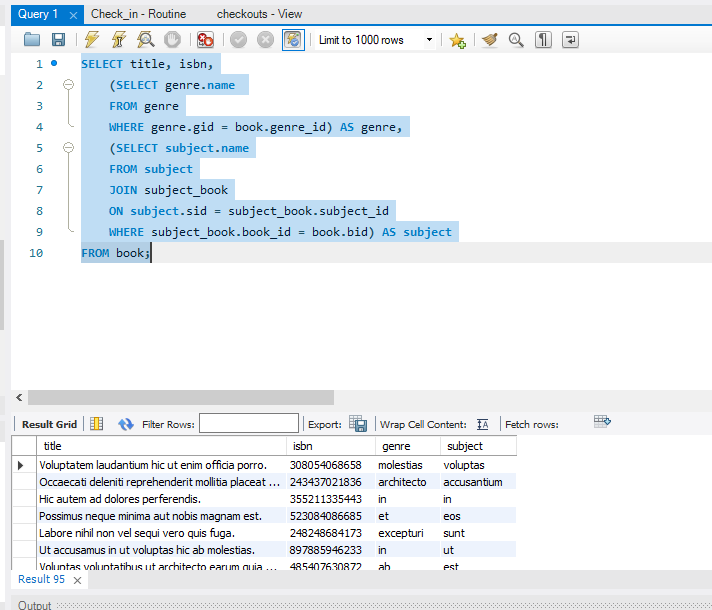 Query 1 Check_in - Routine checkouts - View
Limit to 1000 rows
1 SELECT title, isbn,
2 (SELECT genre.name
3 FROM genre
4 WHERE genre.gid = book.genre_id) AS genre,
5 (SELECT subject.name
6 FROM subject
7 JOIN subject_book
8 ON subject.sid = subject_book.subject_id
9 WHERE subject_book.book_id = book.bid) AS subject
10 FROM book;
Result Grid Filter Rows: Export: Wrap Cell Content: Fetch rows:
title isbn genre subject
Voluptatem laudantium hic ut enim officia porro. 308054068658 molestias voluptas
Occaecati deleniti reprehenderit mollitia placeat ... 243437021836 architecto accusantium
Hic autem ad dolores perferendis. 355211335443 in in
Possimus neque minima aut nobis magnam est. 523084086685 et eos
Labore nihil non vel sequi vero quis fuga. 248248684173 excepturi sunt
Ut accusamus in ut voluptas hic ab molestias. 897885946233 in ut
Voluptas voluptatibus ut architecto earum quia ... 485407630872 ab est
Result 95
Output